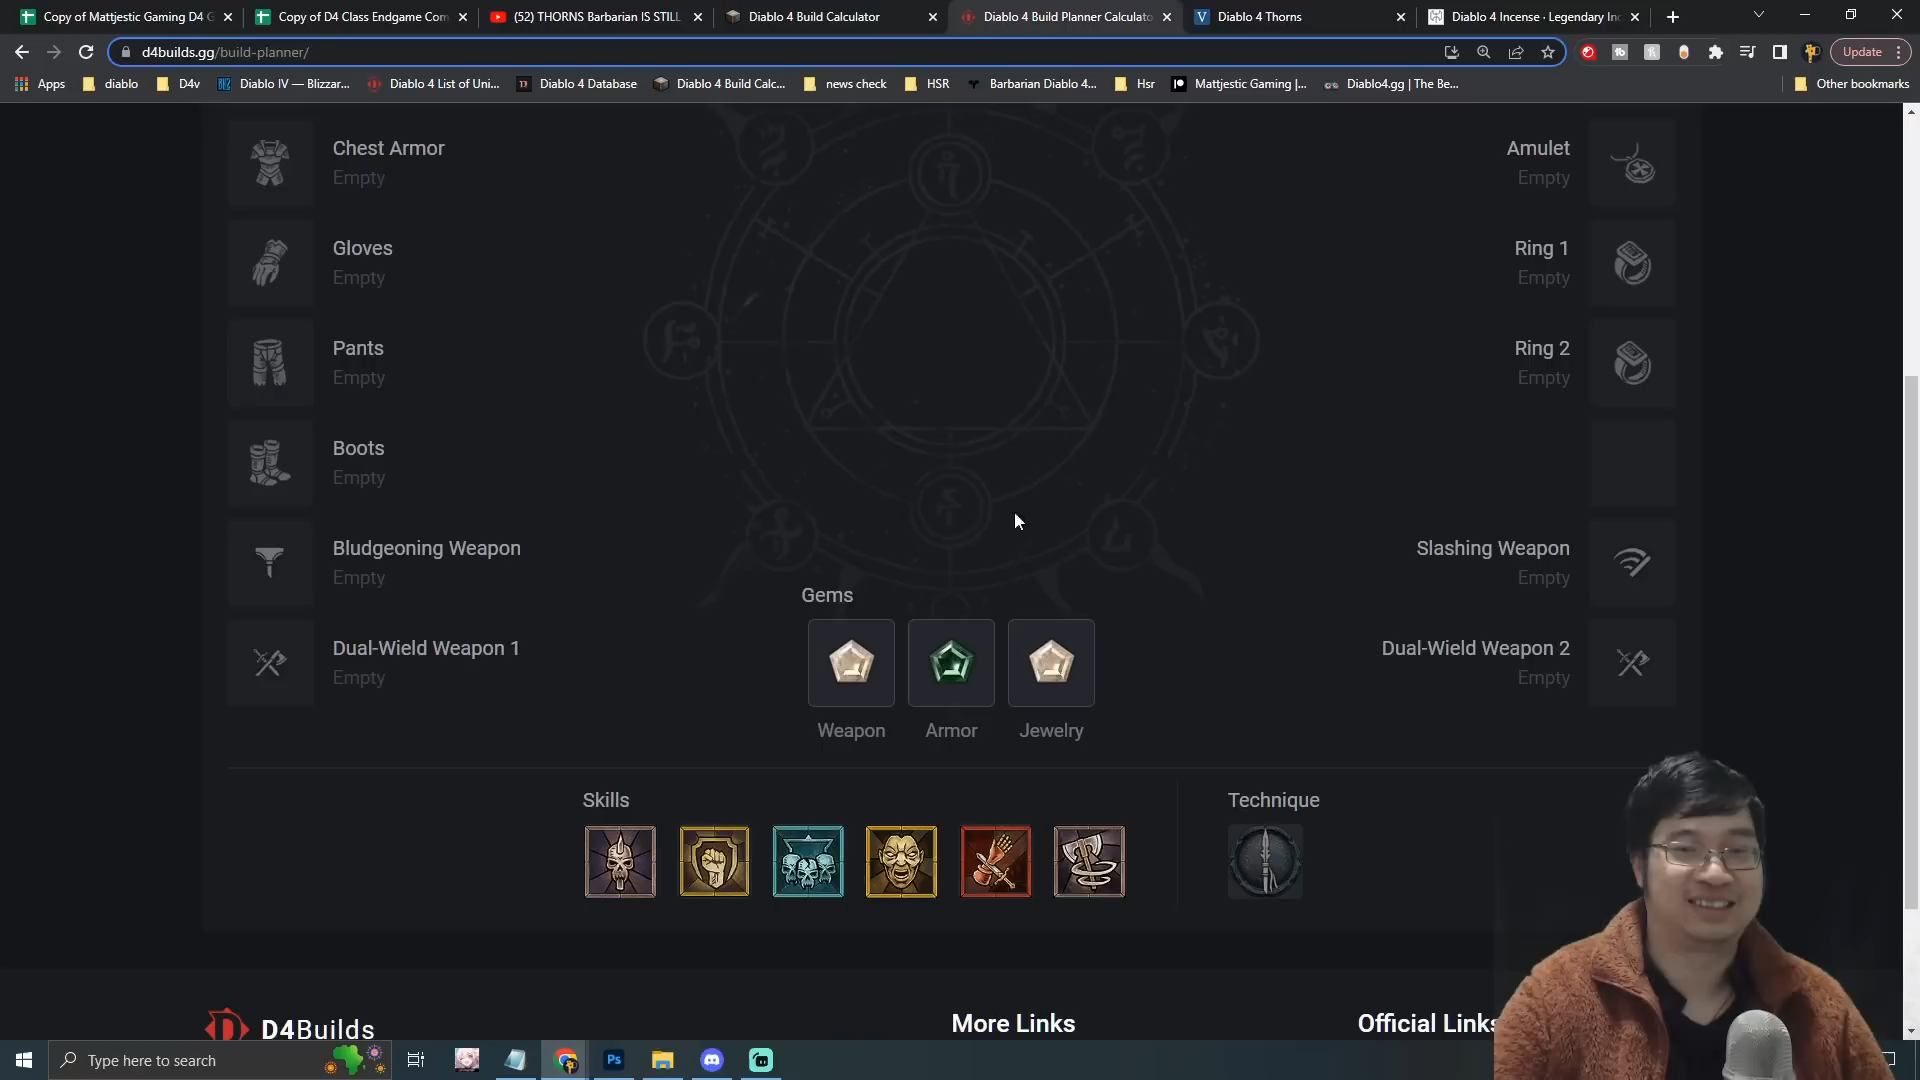 Copy of Mattjestic Gaming D4 G
Copy of D4 Class Endgame Com
(52) THORNS Barbarian IS STILL
Diablo 4 Build Calculator
Diablo 4 Build Planner Calculato
Diablo 4 Thorns
Diablo 4 Incense · Legendary Inc
d4builds.gg/build-planner/
Update
Apps
diablo
D4v
Diablo IV — Blizzar...
Diablo 4 List of Uni...
Diablo 4 Database
Diablo 4 Build Calc...
news check
HSR
Barbarian Diablo 4...
Hsr
Mattjestic Gaming |...
Diablo4.gg | The Be...
Other bookmarks
Chest Armor
Empty
Amulet
Empty
Gloves
Empty
Ring 1
Empty
Pants
Empty
Ring 2
Empty
Boots
Empty
Bludgeoning Weapon
Empty
Slashing Weapon
Empty
Gems
Dual-Wield Weapon 1
Empty
Dual-Wield Weapon 2
Empty
Weapon
Armor
Jewelry
Skills
Technique
D4Builds
More Links
Official Links
Type here to search
Ps